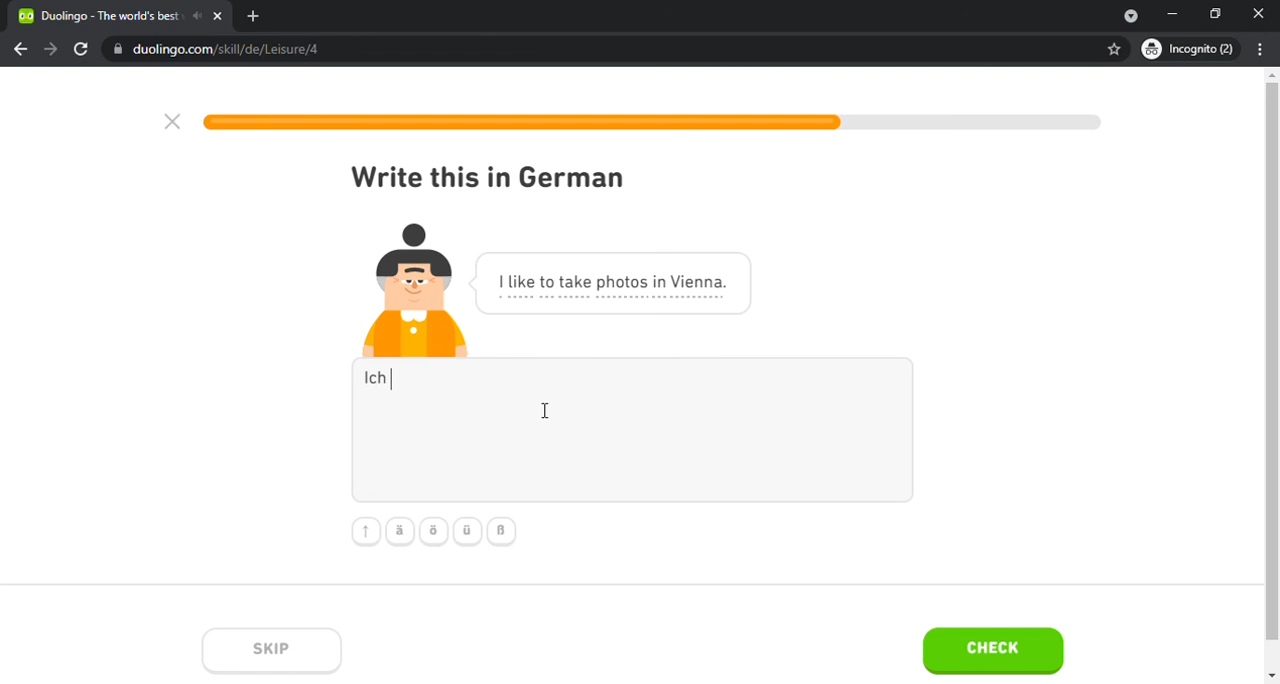 Duolingo - The world's best
duolingo.com/skill/de/Leisure/4
Incognito (2)
Write this in German
I like to take photos in Vienna.
Ich
↑ ä ö ü ß
SKIP
CHECK